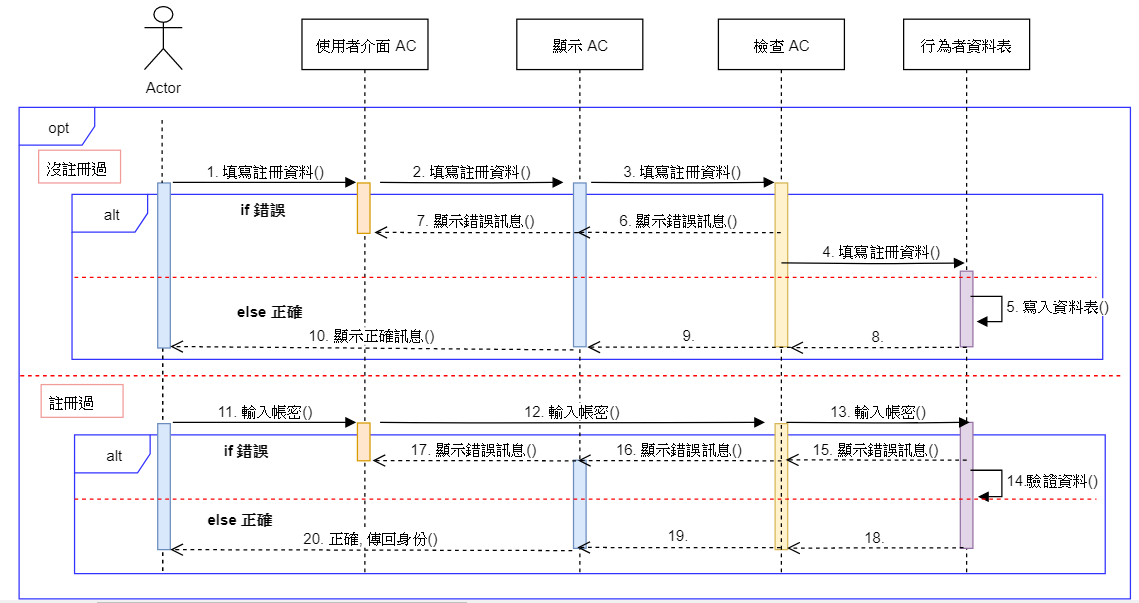 使用者介面 AC
顯示 AC
檢查 AC
行為者資料表
Actor
opt
沒註冊過
1. 填寫註冊資料()
2. 填寫註冊資料()
3. 填寫註冊資料()
alt
if 錯誤
7. 顯示錯誤訊息()
6. 顯示錯誤訊息()
4. 填寫註冊資料()
else 正確
5. 寫入資料表()
10. 顯示正確訊息()
9.
8.
註冊過
11. 輸入帳密()
12. 輸入帳密()
13. 輸入帳密()
alt
if 錯誤
17. 顯示錯誤訊息()
16. 顯示錯誤訊息()
15. 顯示錯誤訊息()
14.驗證資料()
else 正確
20. 正確, 傳回身份()
19.
18.